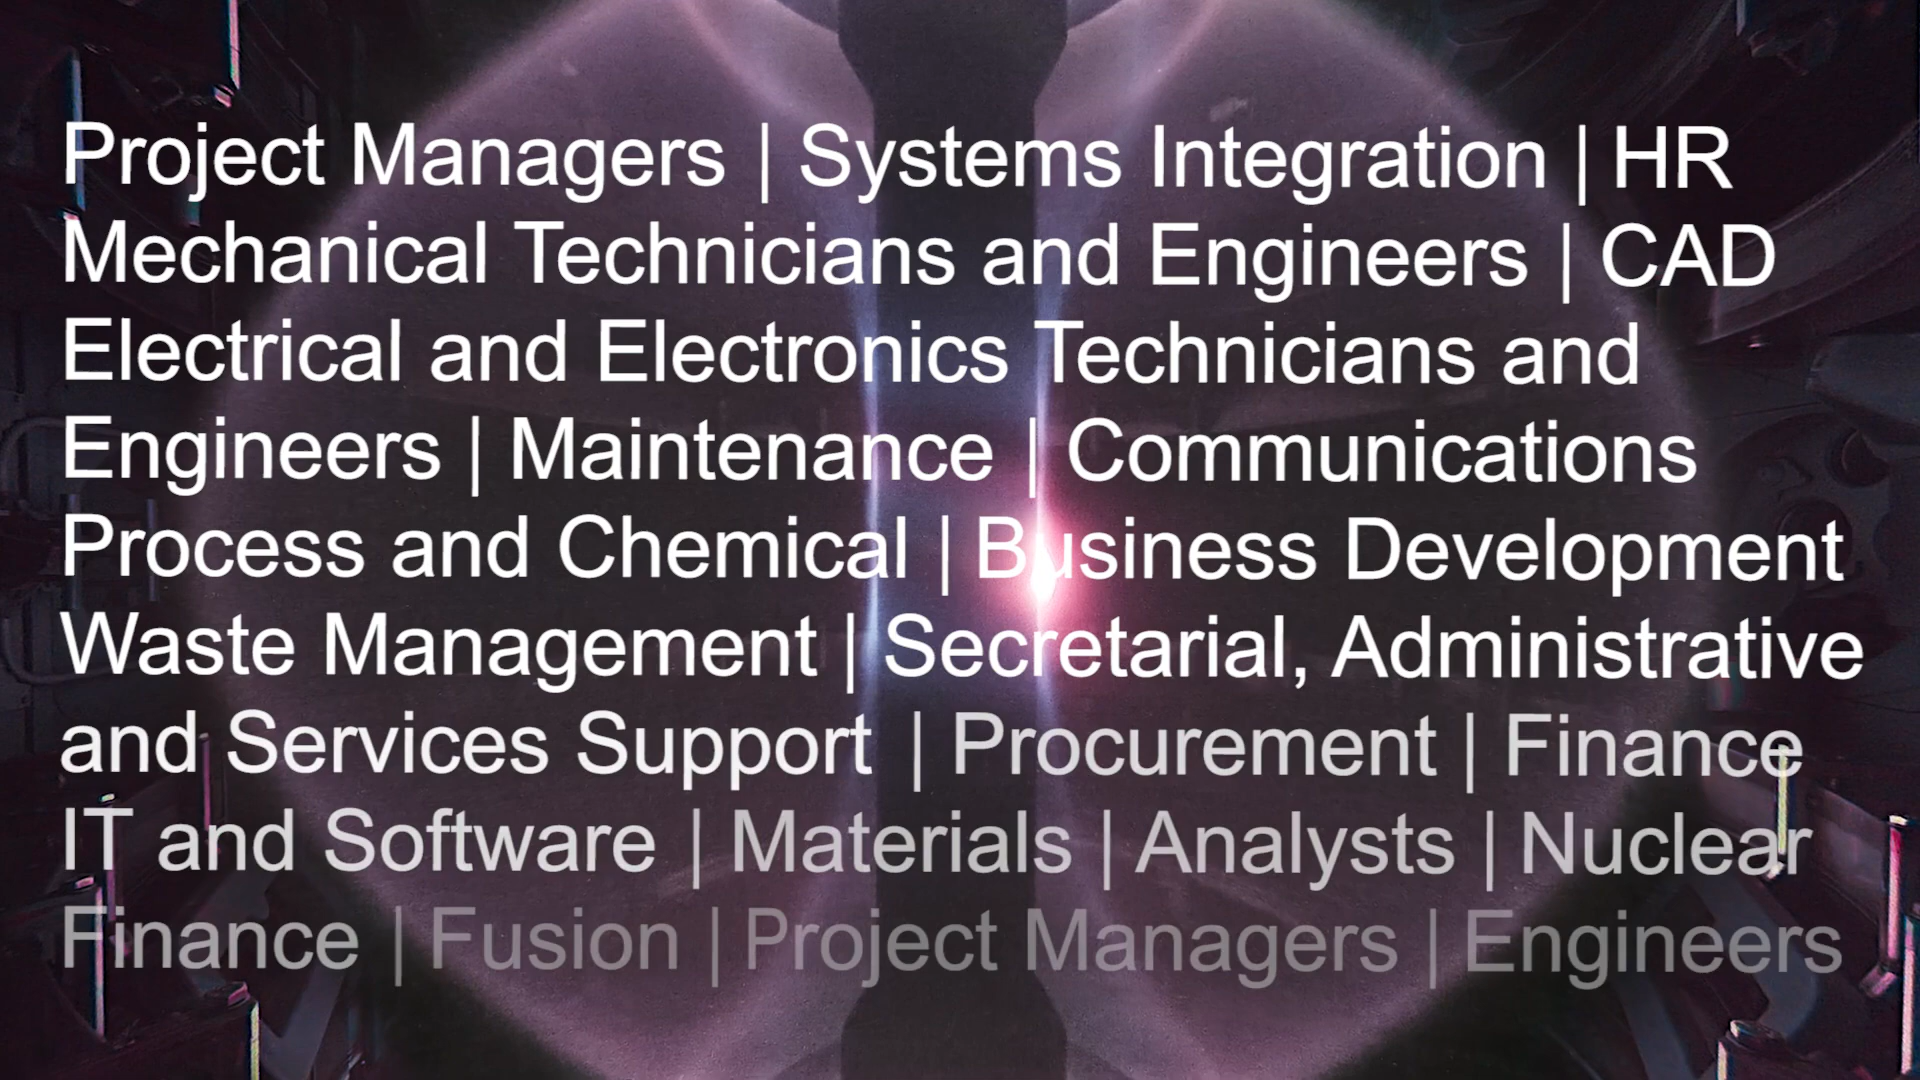 Project Managers | Systems Integration | HR
Mechanical Technicians and Engineers | CAD
Electrical and Electronics Technicians and
Engineers | Maintenance | Communications
Process and Chemical | Business Development
Waste Management | Secretarial, Administrative
and Services Support | Procurement | Finance
IT and Software | Materials | Analysts | Nuclear
Finance | Fusion | Project Managers | Engineers